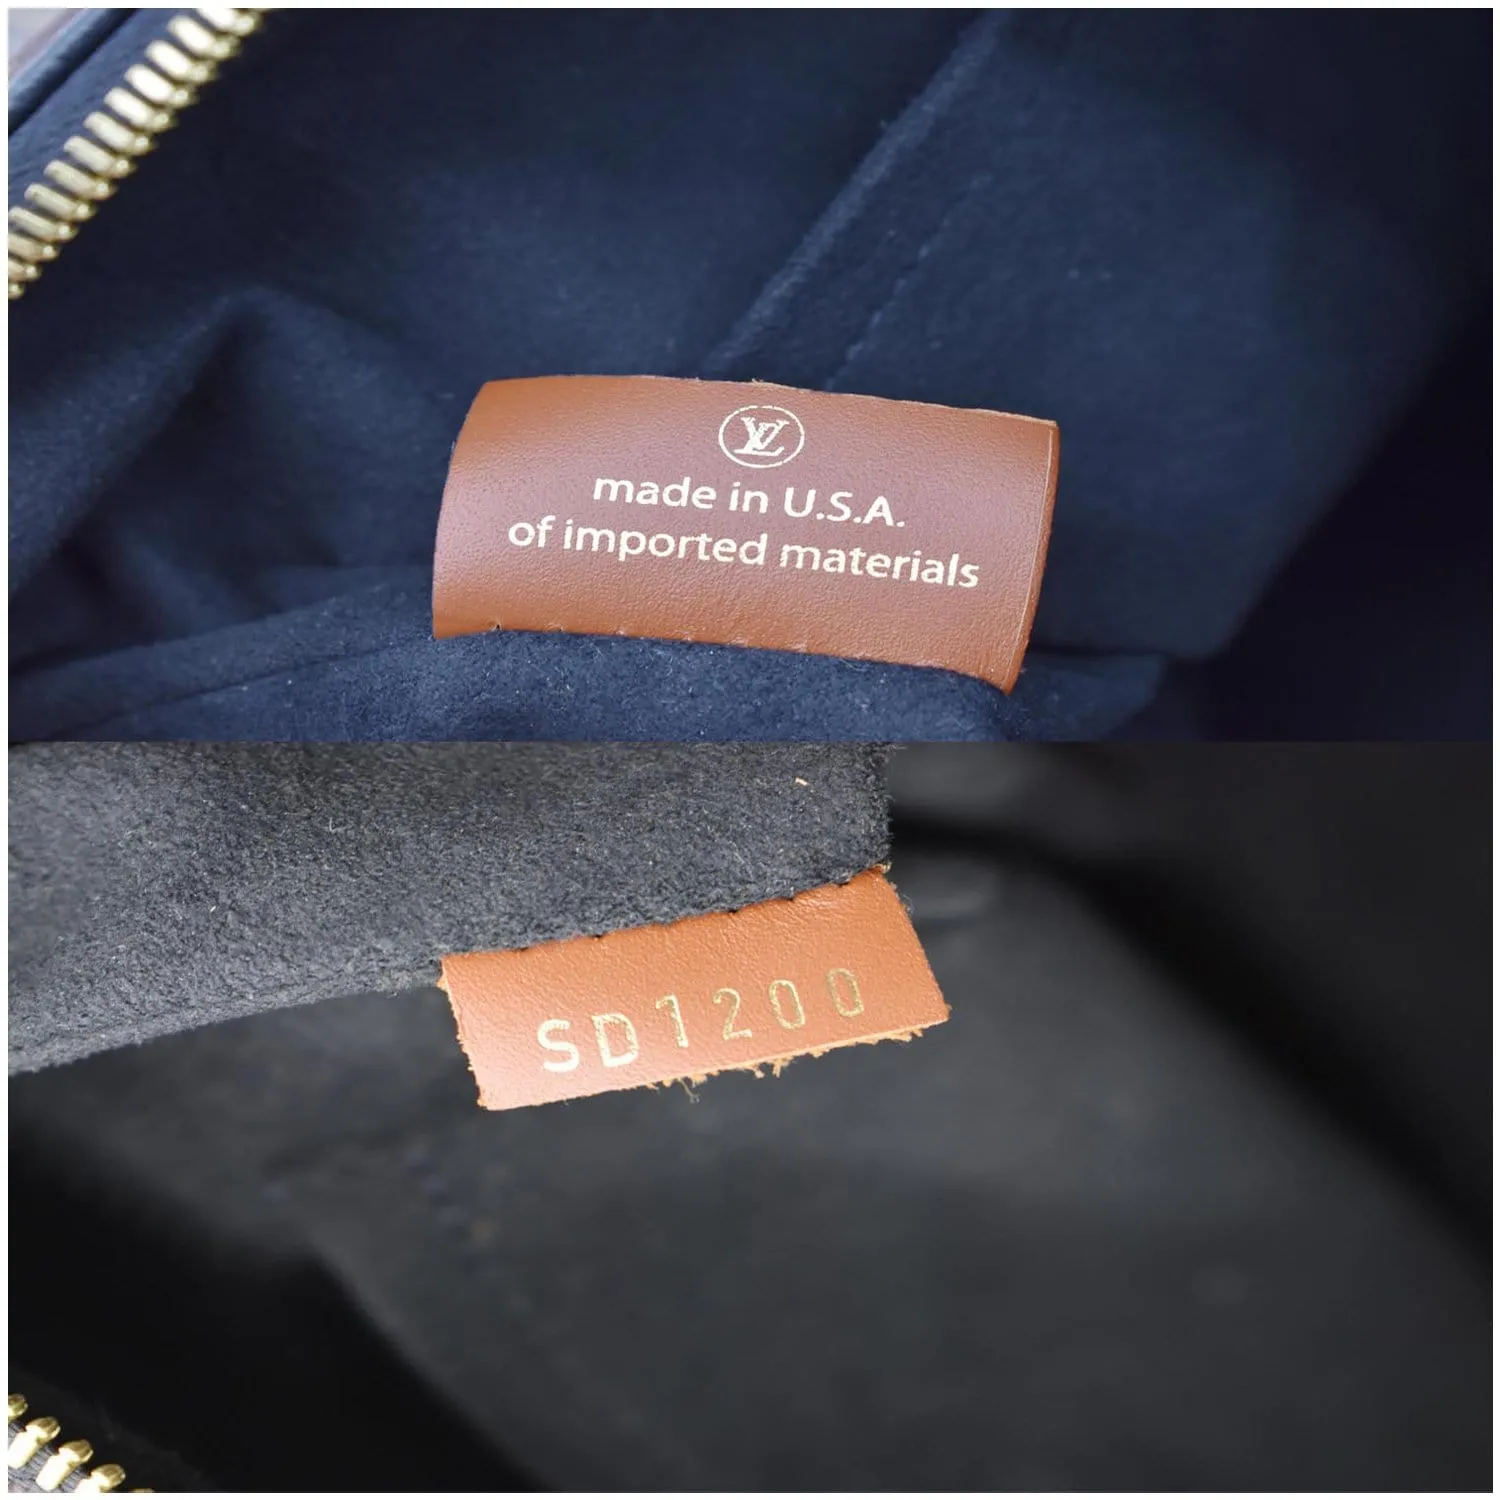 LV
made in U.S.A.
of imported materials
SD1200